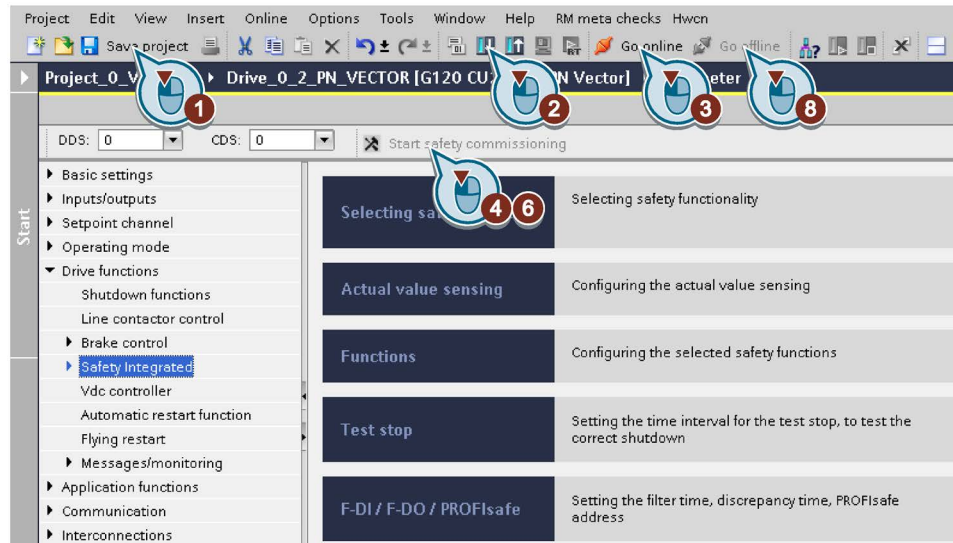 Project Edit View Insert Online Options Tools Window Help RM meta checks Hwcn
Save project Go online Go offline
Project_0_V Drive_0_2_PN_VECTOR [G120 CU N Vector] eter
1 2 3 8
DDS: 0 CDS: 0 Start safety commissioning
4 6
Start
Basic settings
Inputs/outputs
Setpoint channel
Operating mode
Drive functions
Shutdown functions
Line contactor control
Brake control
Safety Integrated
Vdc controller
Automatic restart function
Flying restart
Messages/monitoring
Application functions
Communication
Interconnections
Selecting sa
Selecting safety functionality
Actual value sensing
Configuring the actual value sensing
Functions
Configuring the selected safety functions
Test stop
Setting the time interval for the test stop, to test the
correct shutdown
F-DI / F-DO / PROFIsafe
Setting the filter time, discrepancy time, PROFIsafe
address